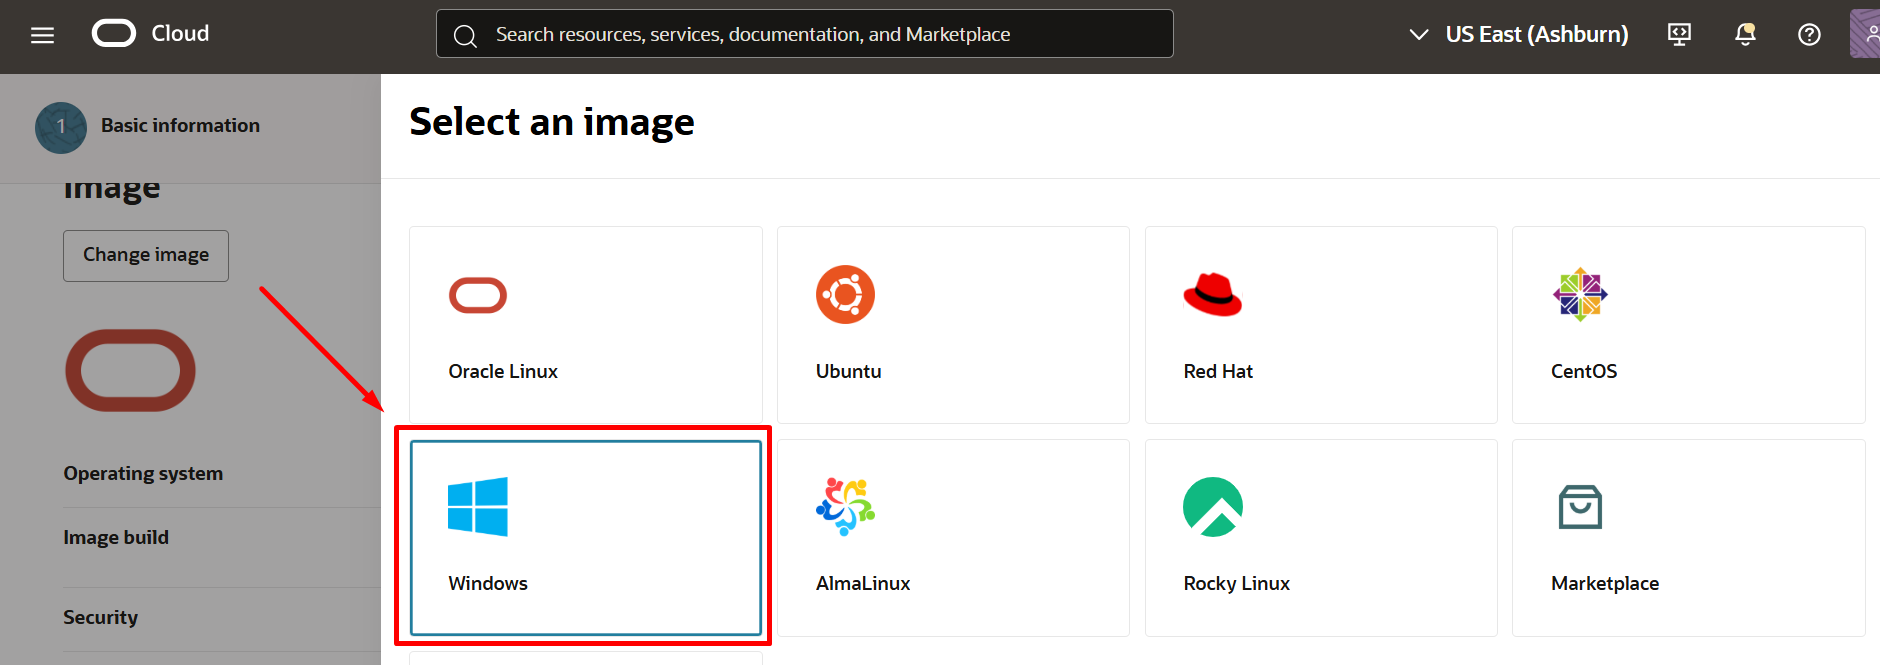 Cloud
Search resources, services, documentation, and Marketplace
US East (Ashburn)
1
Basic information
Image
Change image
Operating system
Image build
Security
Select an image
Oracle Linux
Ubuntu
Red Hat
CentOS
Windows
AlmaLinux
Rocky Linux
Marketplace